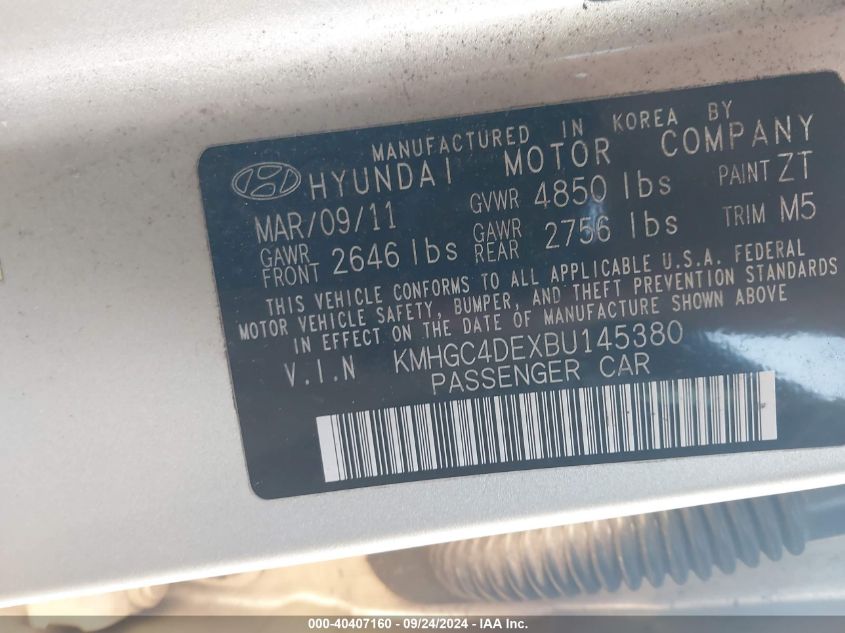 MANUFACTURED IN KOREA BY
HYUNDAI MOTOR COMPANY
MAR/09/11 GVWR 4850 lbs PAINT ZT
GAWR FRONT 2646 lbs GAWR REAR 2756 lbs TRIM M5
THIS VEHICLE CONFORMS TO ALL APPLICABLE U.S.A. FEDERAL
MOTOR VEHICLE SAFETY, BUMPER, AND THEFT PREVENTION STANDARDS
IN EFFECT ON THE DATE OF MANUFACTURE SHOWN ABOVE
V.I.N KMHGC4DEXBU145380
PASSENGER CAR
000-40407160 - 09/24/2024 - IAA Inc.